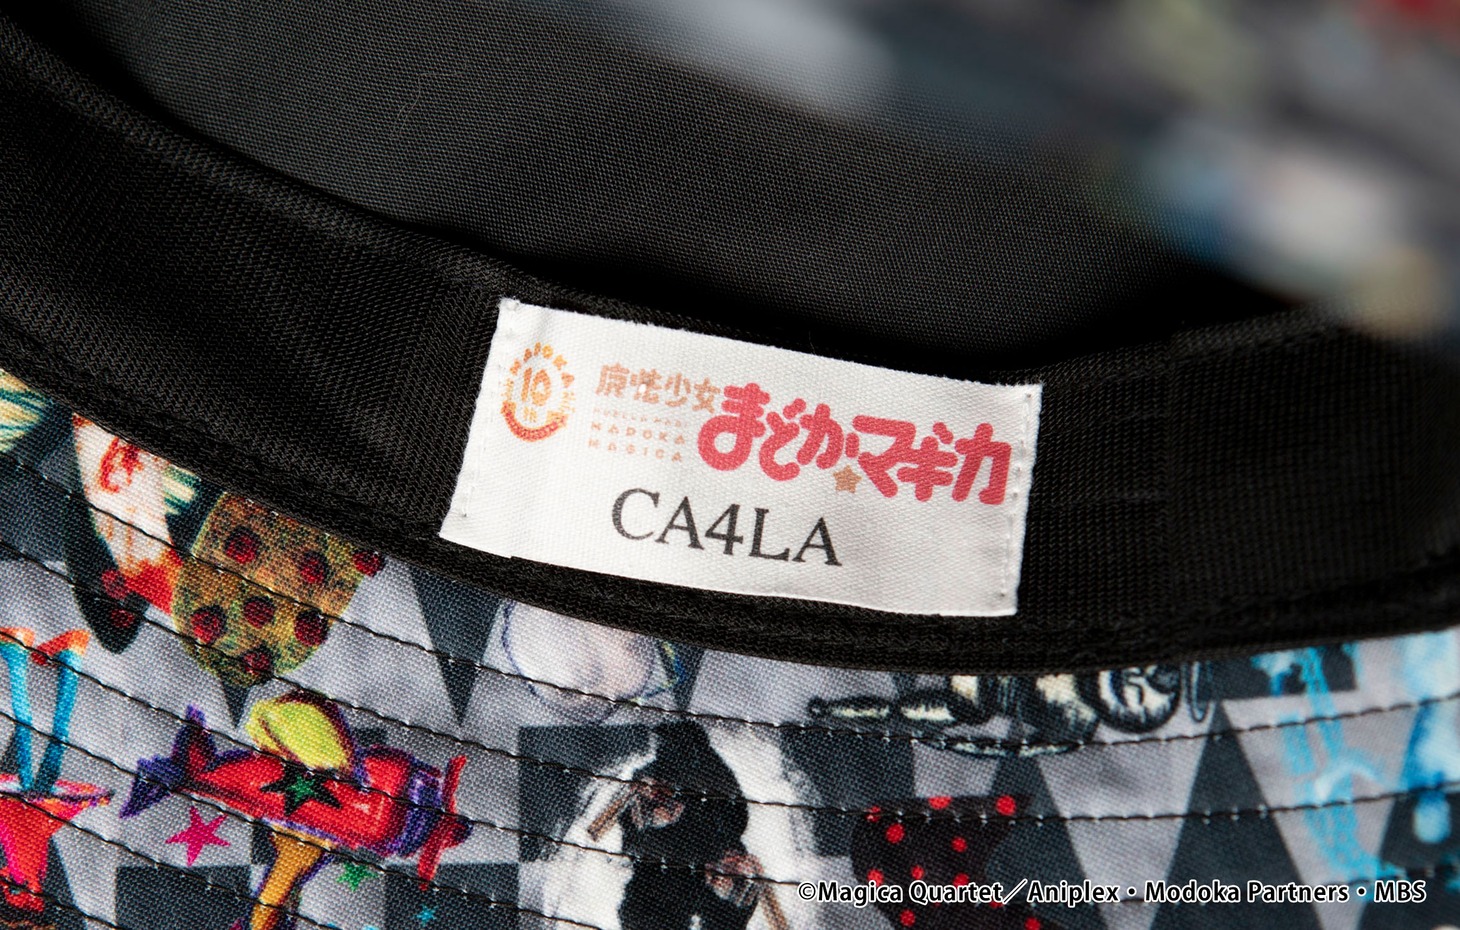 MADOKA
10
魔法少女
まどか☆マギカ
PUELLA MAGI
MADOKA
MAGICA
CA4LA
©Magica Quartet／Aniplex・Modoka Partners・MBS